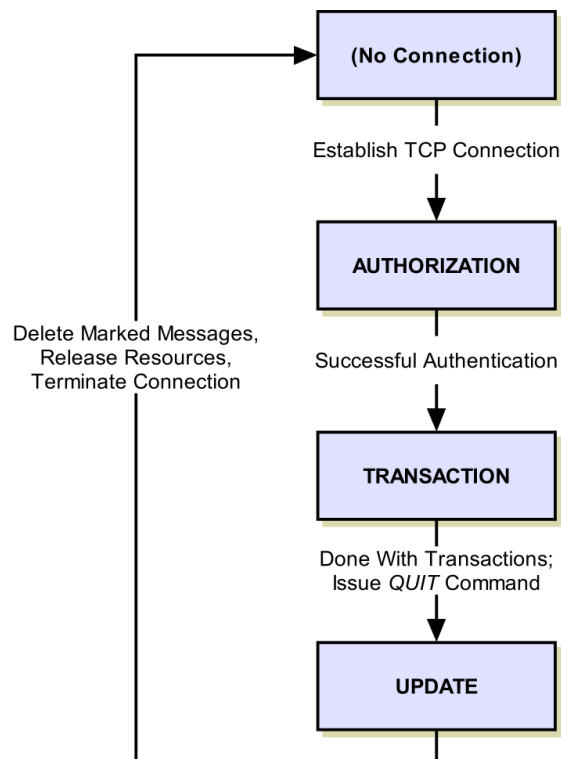 (No Connection)
Establish TCP Connection
AUTHORIZATION
Delete Marked Messages,
Release Resources,
Terminate Connection
Successful Authentication
TRANSACTION
Done With Transactions;
Issue QUIT Command
UPDATE